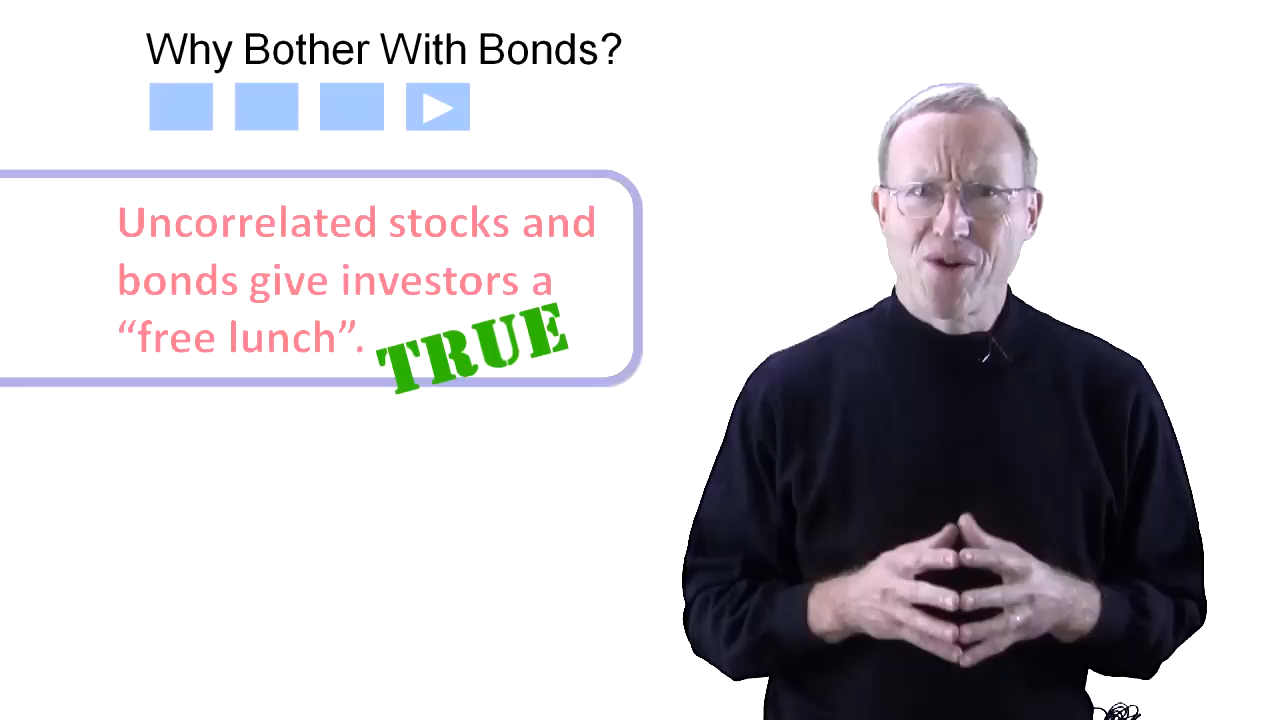 Why Bother With Bonds?
Uncorrelated stocks and
bonds give investors a
“free lunch”.
TRUE